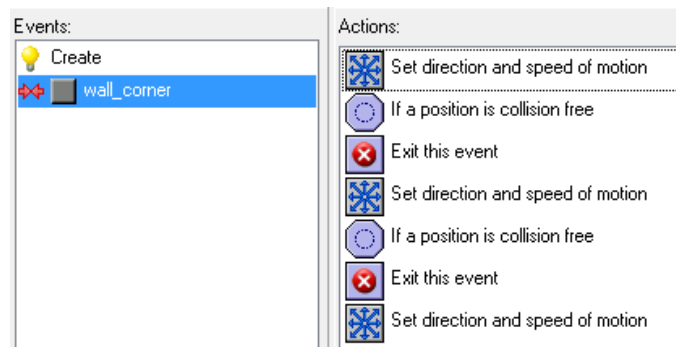 Events:
Create
wall_corner
Actions:
Set direction and speed of motion
If a position is collision free
Exit this event
Set direction and speed of motion
If a position is collision free
Exit this event
Set direction and speed of motion